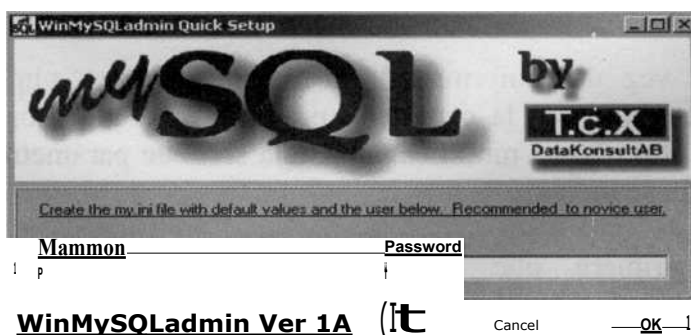 WinMySQLadmin Quick Setup
mySQL by
T.c.X
DataKonsultAB
Create the my.ini file with default values and the user below. Recommended to novice user.
Mammon Password
WinMySQLadmin Ver 1A
Cancel OK